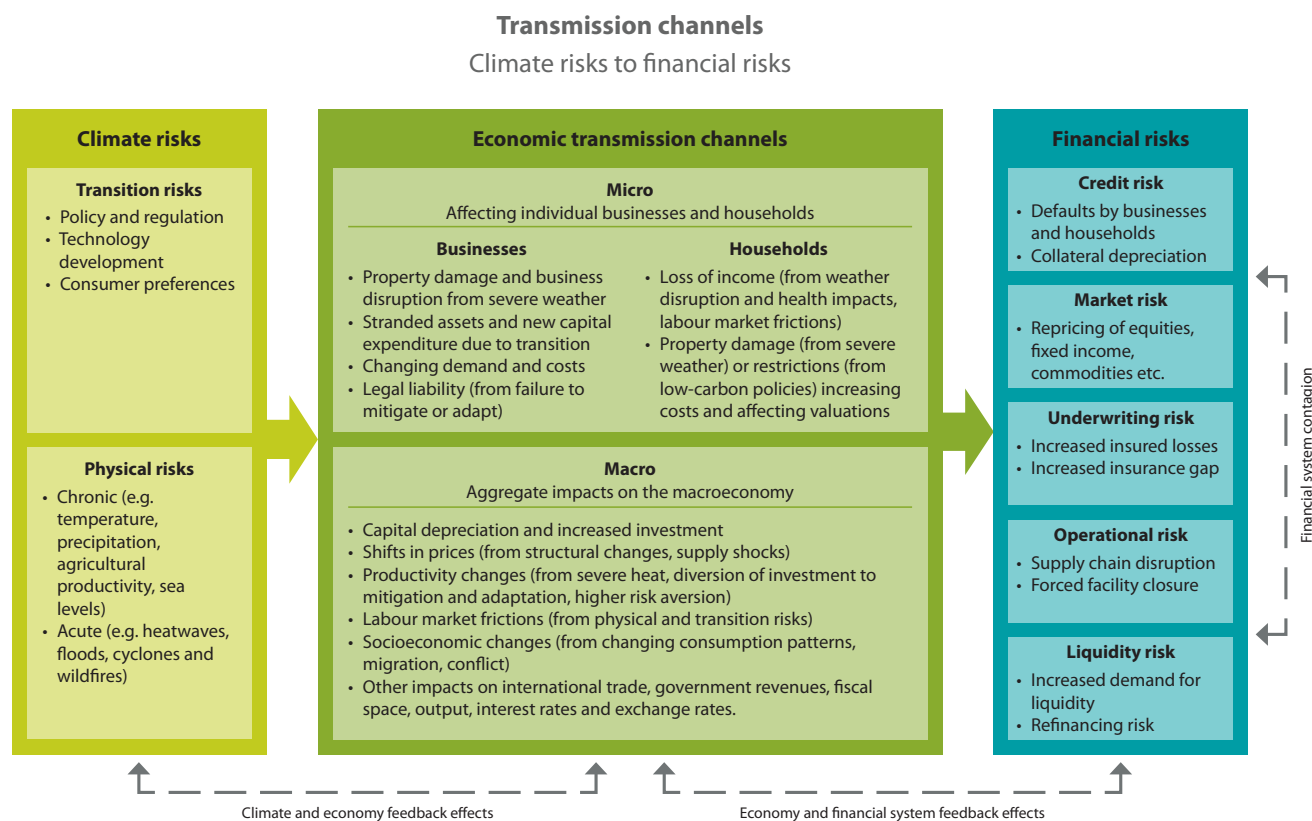 Transmission channels
Climate risks to financial risks
Climate risks
Transition risks
• Policy and regulation
• Technology
development
• Consumer preferences
Physical risks
• Chronic (e.g.
temperature,
precipitation,
agricultural
productivity, sea
levels)
• Acute (e.g. heatwaves,
floods, cyclones and
wildfires)
Economic transmission channels
Micro
Affecting individual businesses and households
Businesses
• Property damage and business
disruption from severe weather
• Stranded assets and new capital
expenditure due to transition
• Changing demand and costs
• Legal liability (from failure to
mitigate or adapt)
Households
• Loss of income (from weather
disruption and health impacts,
labour market frictions)
• Property damage (from severe
weather) or restrictions (from
low-carbon policies) increasing
costs and affecting valuations
Macro
Aggregate impacts on the macroeconomy
• Capital depreciation and increased investment
• Shifts in prices (from structural changes, supply shocks)
• Productivity changes (from severe heat, diversion of investment to
mitigation and adaptation, higher risk aversion)
• Labour market frictions (from physical and transition risks)
• Socioeconomic changes (from changing consumption patterns,
migration, conflict)
• Other impacts on international trade, government revenues, fiscal
space, output, interest rates and exchange rates.
Financial risks
Credit risk
• Defaults by businesses
and households
• Collateral depreciation
Market risk
• Repricing of equities,
fixed income,
commodities etc.
Underwriting risk
• Increased insured losses
• Increased insurance gap
Operational risk
• Supply chain disruption
• Forced facility closure
Liquidity risk
• Increased demand for
liquidity
• Refinancing risk
Financial system contagion
Climate and economy feedback effects
Economy and financial system feedback effects